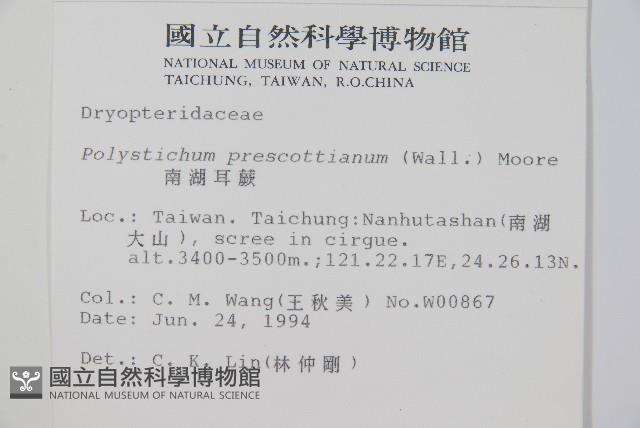 國立自然科學博物館
NATIONAL MUSEUM OF NATURAL SCIENCE
TAICHUNG, TAIWAN, R.O.CHINA
Dryopteridaceae
Polystichum prescottianum (Wall.) Moore
南湖耳蕨
Loc.: Taiwan. Taichung:Nanhutashan(南湖
大山), scree in cirgue.
alt.3400-3500m.;121.22.17E,24.26.13N.
Col.: C. M. Wang(王秋美) No.W00867
Date: Jun. 24, 1994
Det.: C. K. Lin(林仲剛)
國立自然科學博物館
NATIONAL MUSEUM OF NATURAL SCIENCE